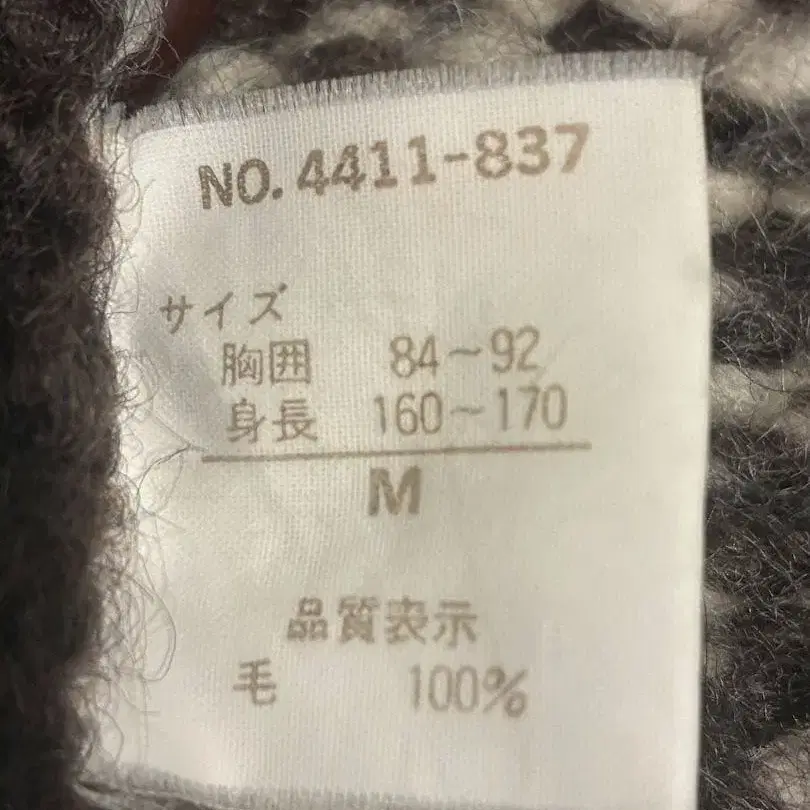 NO.4411-837
サイズ
胸囲 84~92
身長 160~170
M
品質表示
毛 100%